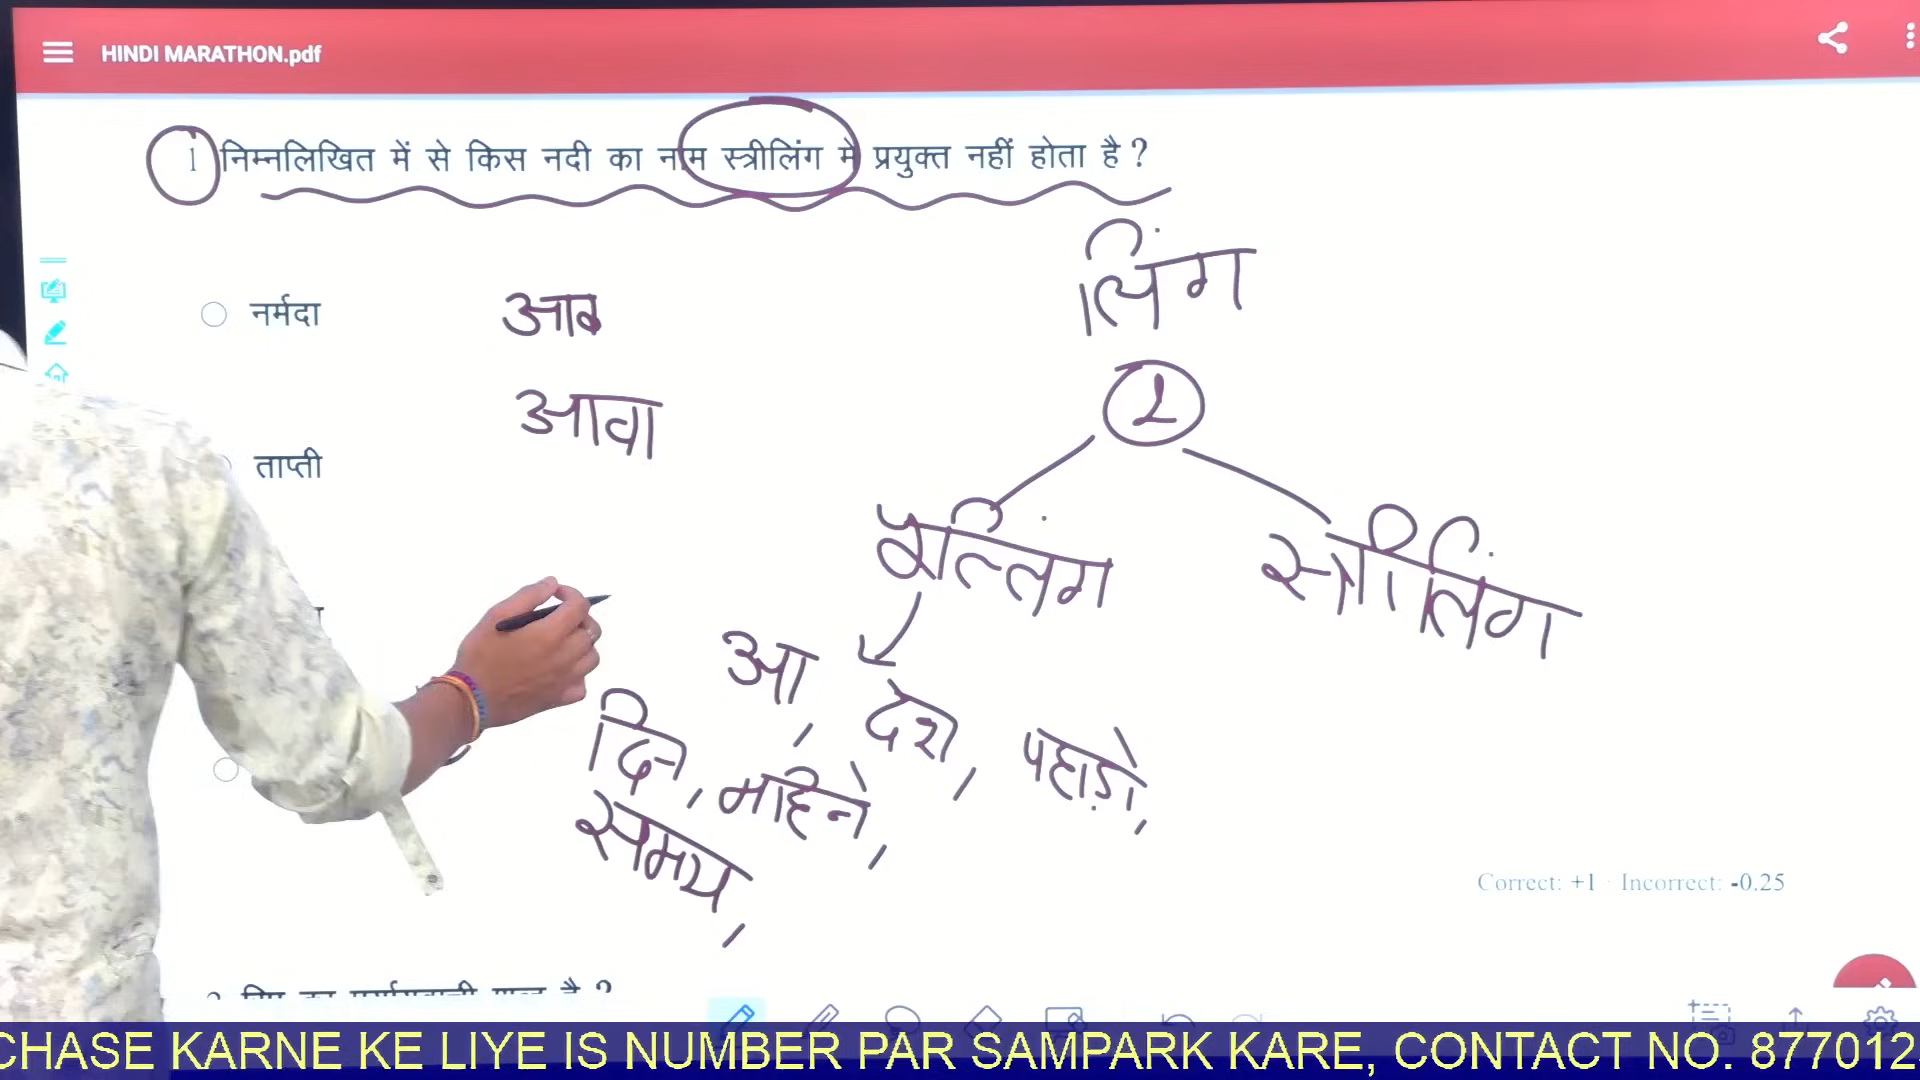 HINDI MARATHON.pdf
1 निम्नलिखित में से किस नदी का नाम स्त्रीलिंग में प्रयुक्त नहीं होता है ?
लिंग
नर्मदा
आव
2
आवा
ताप्ती
स्त्रीलिंग
आ, देश, पहाड़ो,
दिन, महिने,
समय,
Correct: +1 · Incorrect: -0.25
CHASE KARNE KE LIYE IS NUMBER PAR SAMPARK KARE, CONTACT NO. 877012